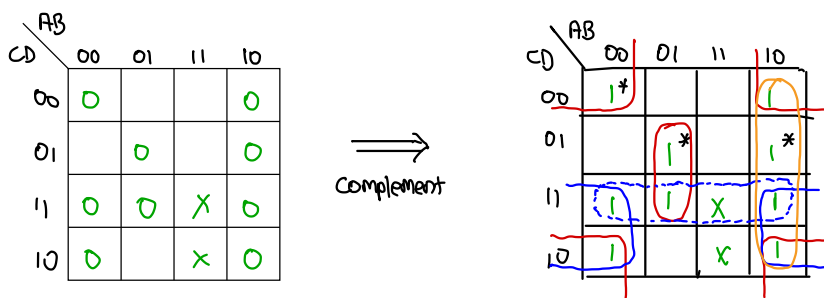 AB AB
CD 00 01 11 10 CD 00 01 11 10
00 0 0 00 1* 1
01 0 0 01 1* 1*
11 0 0 X 0 11 1 1 X 1
10 0 X 0 10 1 X 1
⟹
Complement